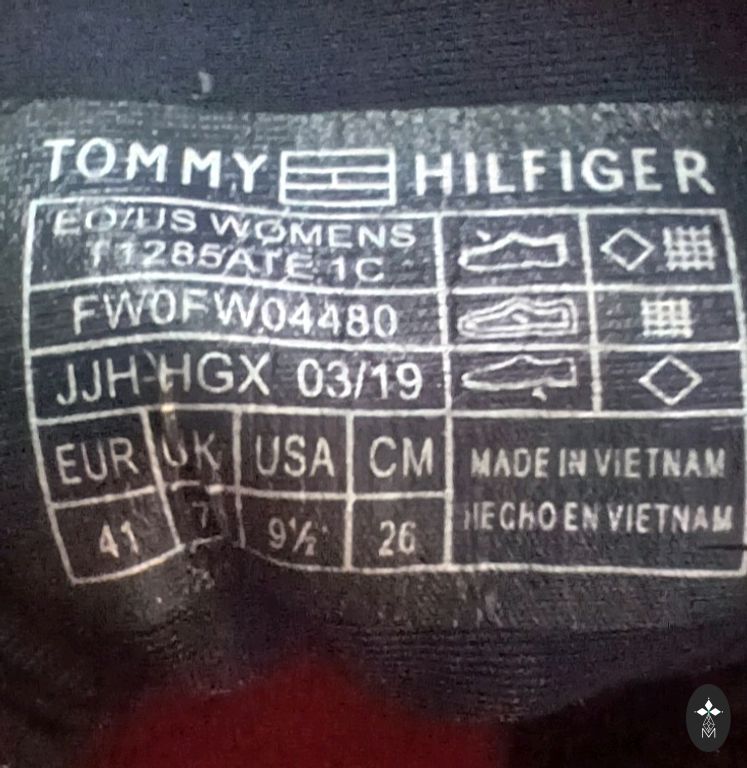 TOMMY HILFIGER
EO/US WOMENS
T1285ATE 1C
FW0FW04480
JJH-HGX 03/19
EUR UK USA CM
41 7 9½ 26
MADE IN VIETNAM
HECHO EN VIETNAM
M